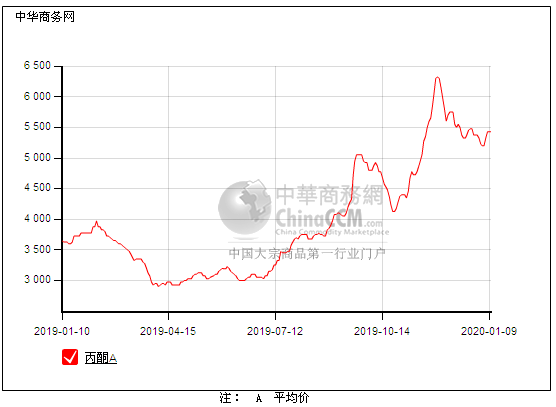 中华商务网
6 500
6 000
5 500
5 000
4 500
4 000
3 500
3 000
中華商務網
ChinaCCM.com
China Commodity Marketplace
中国大宗商品第一行业门户
2019-01-10 2019-04-15 2019-07-12 2019-10-14 2020-01-09
丙酮A
注: A 平均价